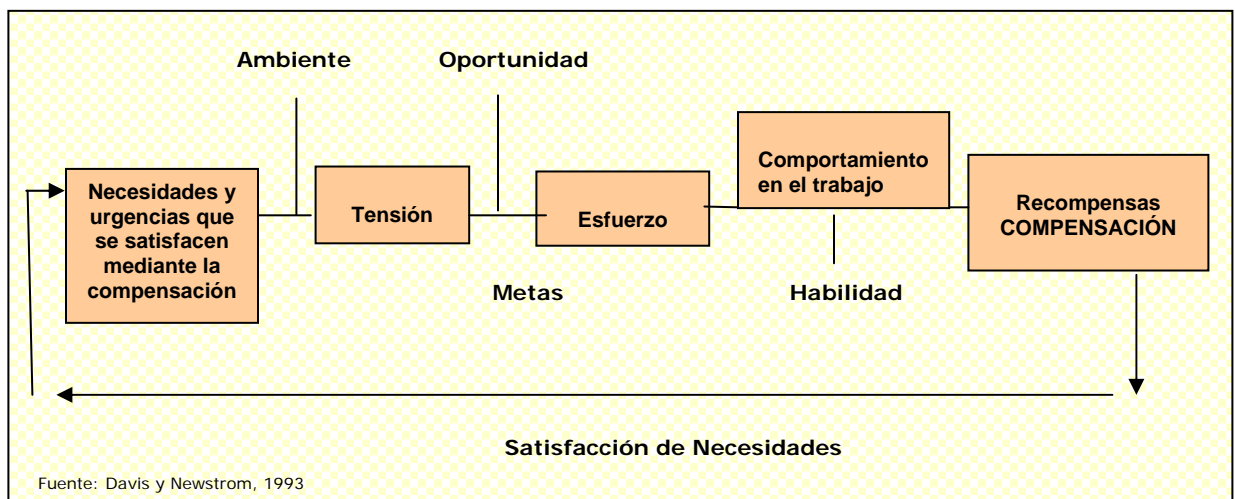 Ambiente
Oportunidad
Necesidades y
urgencias que
se satisfacen
mediante la
compensación
Tensión
Esfuerzo
Comportamiento
en el trabajo
Recompensas
COMPENSACIÓN
Metas
Habilidad
Satisfacción de Necesidades
Fuente: Davis y Newstrom, 1993